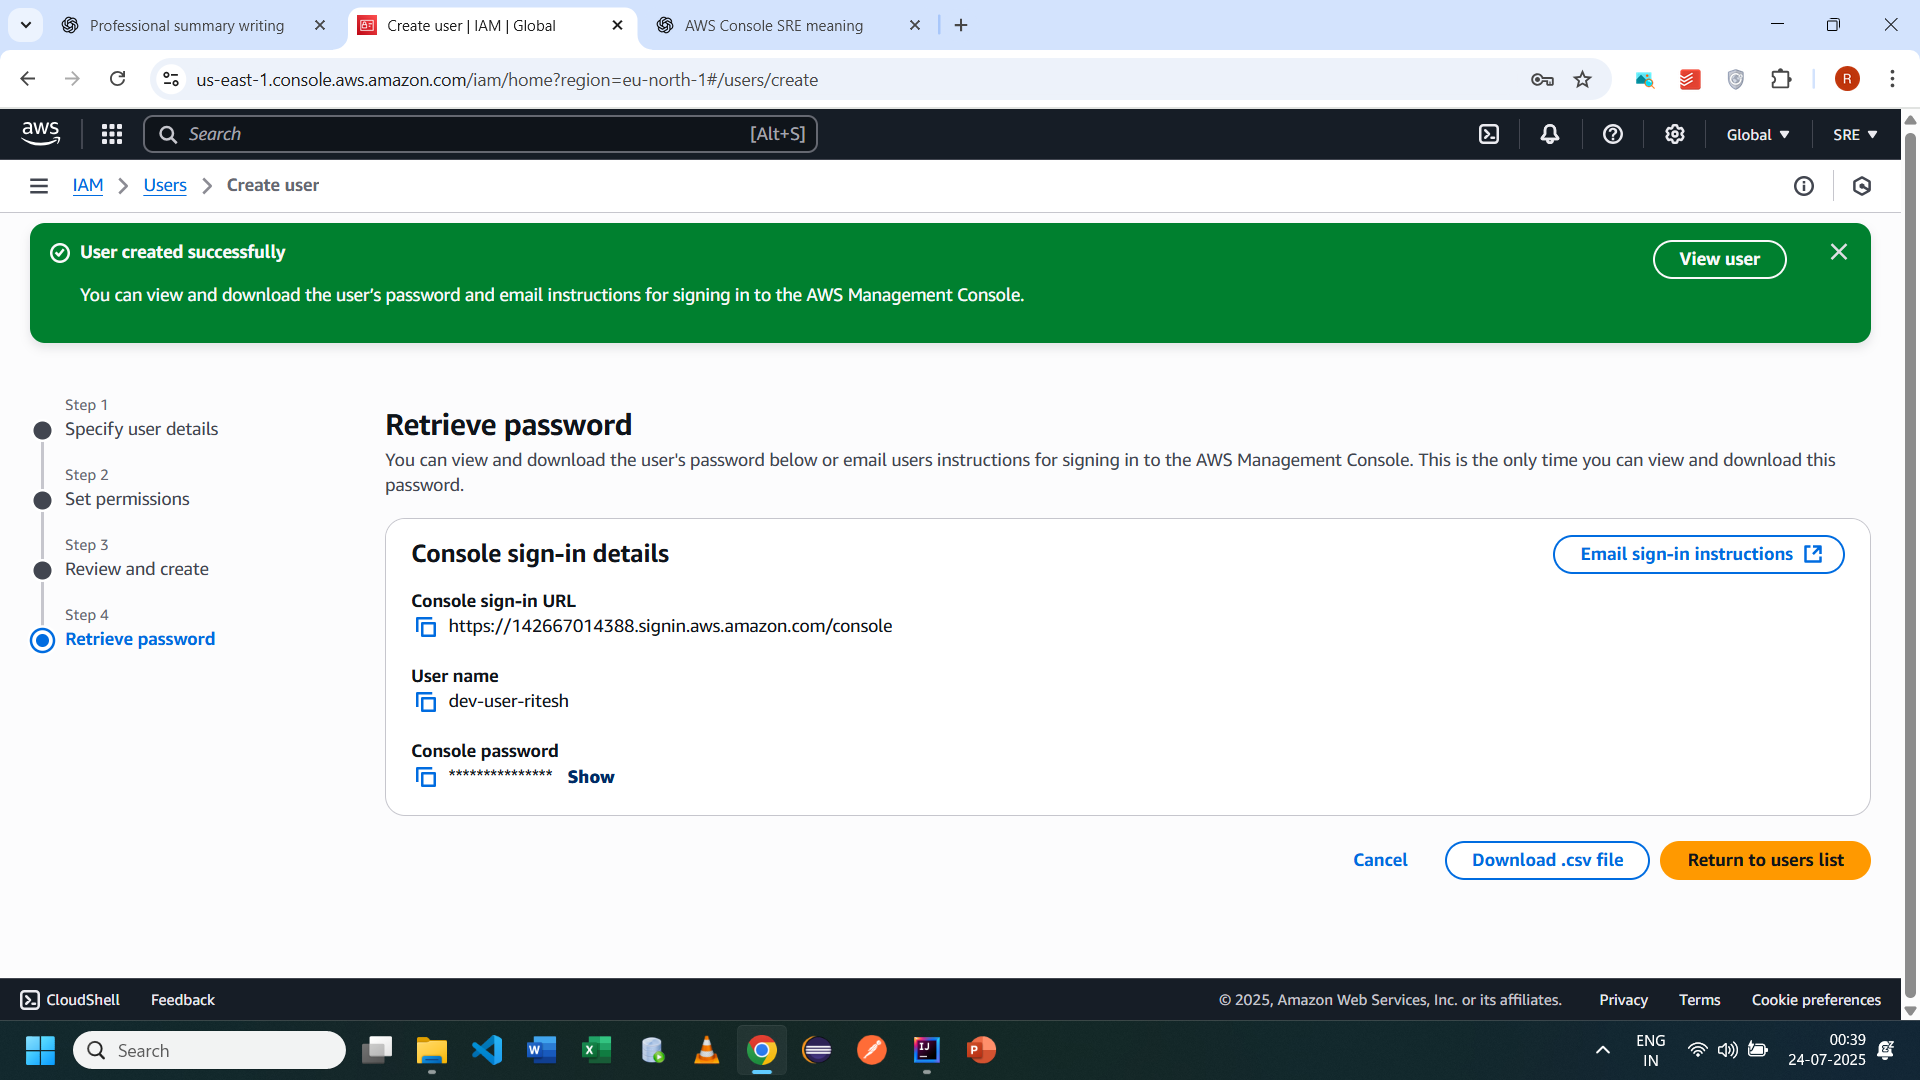 Professional summary writing
Create user | IAM | Global
AWS Console SRE meaning
us-east-1.console.aws.amazon.com/iam/home?region=eu-north-1#/users/create
R
aws
Search
[Alt+S]
Global
SRE
IAM
Users
Create user
User created successfully
You can view and download the user's password and email instructions for signing in to the AWS Management Console.
View user
Step 1
Specify user details
Step 2
Set permissions
Step 3
Review and create
Step 4
Retrieve password
Retrieve password
You can view and download the user's password below or email users instructions for signing in to the AWS Management Console. This is the only time you can view and download this
password.
Console sign-in details
Email sign-in instructions
Console sign-in URL
https://142667014388.signin.aws.amazon.com/console
User name
dev-user-ritesh
Console password
*************** Show
Cancel
Download .csv file
Return to users list
CloudShell
Feedback
© 2025, Amazon Web Services, Inc. or its affiliates.
Privacy
Terms
Cookie preferences
Search
ENG
IN
00:39
24-07-2025